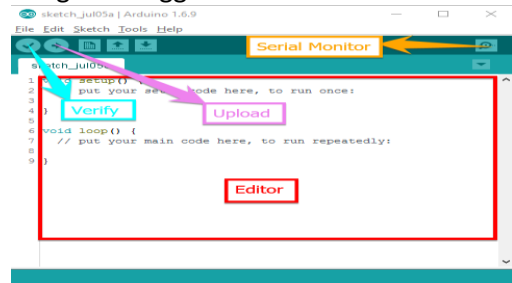 sketch_jul05a | Arduino 1.6.9
File Edit Sketch Tools Help
Serial Monitor
1 setup() {
2 put your code here, to run once:
3
4 }
Verify
Upload
5
6 void loop() {
7 // put your main code here, to run repeatedly:
8
9 }
Editor